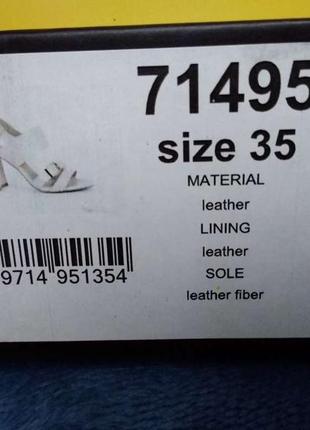 71495
size 35
MATERIAL
leather
LINING
leather
SOLE
leather fiber
9714 951354